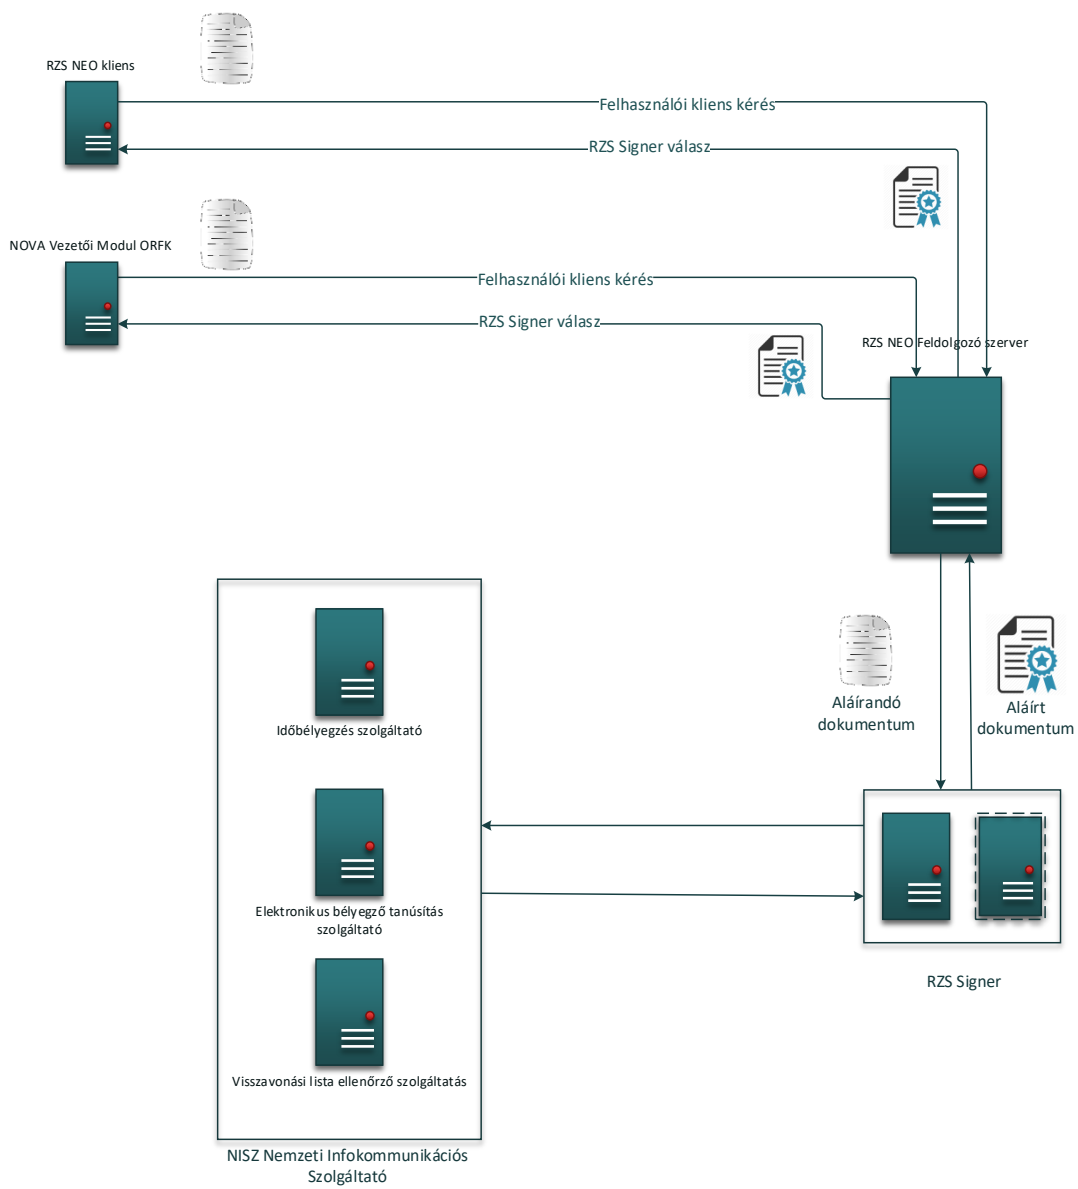 RZS NEO kliens
Felhasználói kliens kérés
RZS Signer válasz
NOVA Vezetői Modul ORFK
Felhasználói kliens kérés
RZS Signer válasz
RZS NEO Feldolgozó szerver
Aláírandó
dokumentum
Aláírt
dokumentum
Időbélyegzés szolgáltató
Elektronikus bélyegző tanúsítás
szolgáltató
Visszavonási lista ellenőrző szolgáltatás
RZS Signer
NISZ Nemzeti Infokommunikációs
Szolgáltató